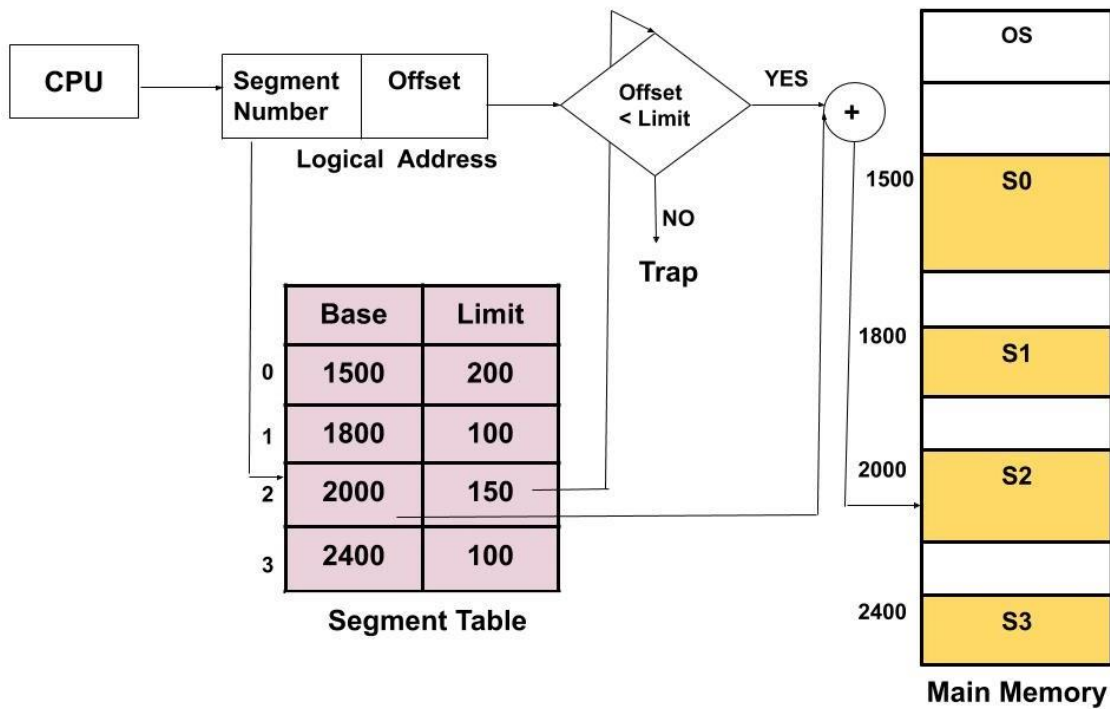 OS
CPU
Segment Number
Offset
Logical Address
Offset < Limit
YES
+
NO
Trap
1500
S0
Base Limit
0 1500 200
1 1800 100
2 2000 150
3 2400 100
Segment Table
1800
S1
2000
S2
2400
S3
Main Memory